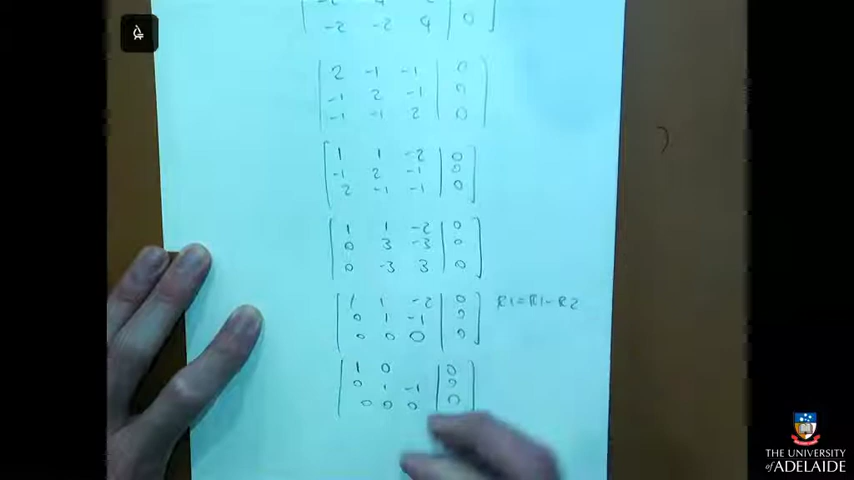 -2 -2 4 | 0
2 -1 -1 | 0
-1 2 -1 | 0
-1 -1 2 | 0
1 1 -2 | 0
-1 2 -1 | 0
2 -1 -1 | 0
1 1 -2 | 0
0 3 -3 | 0
0 -3 3 | 0
1 1 -2 | 0 R1=R1-R2
0 1 -1 | 0
0 0 0 | 0
1 0 | 0
0 1 -1 | 0
0 0 0 | 0
THE UNIVERSITY
of ADELAIDE